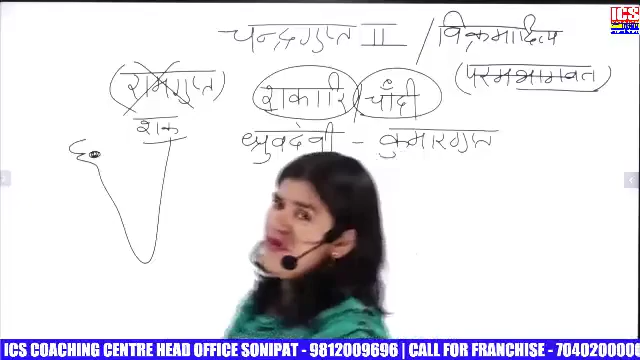 ICS
चन्द्रगुप्त II / विक्रमादित्य
(रामगुप्त) शकारि / चाँदी (परमभागवत)
शक ध्रुवदेवी - कुमारगुप्त
ICS COACHING CENTRE HEAD OFFICE SONIPAT - 9812009696 | CALL FOR FRANCHISE - 7040200000